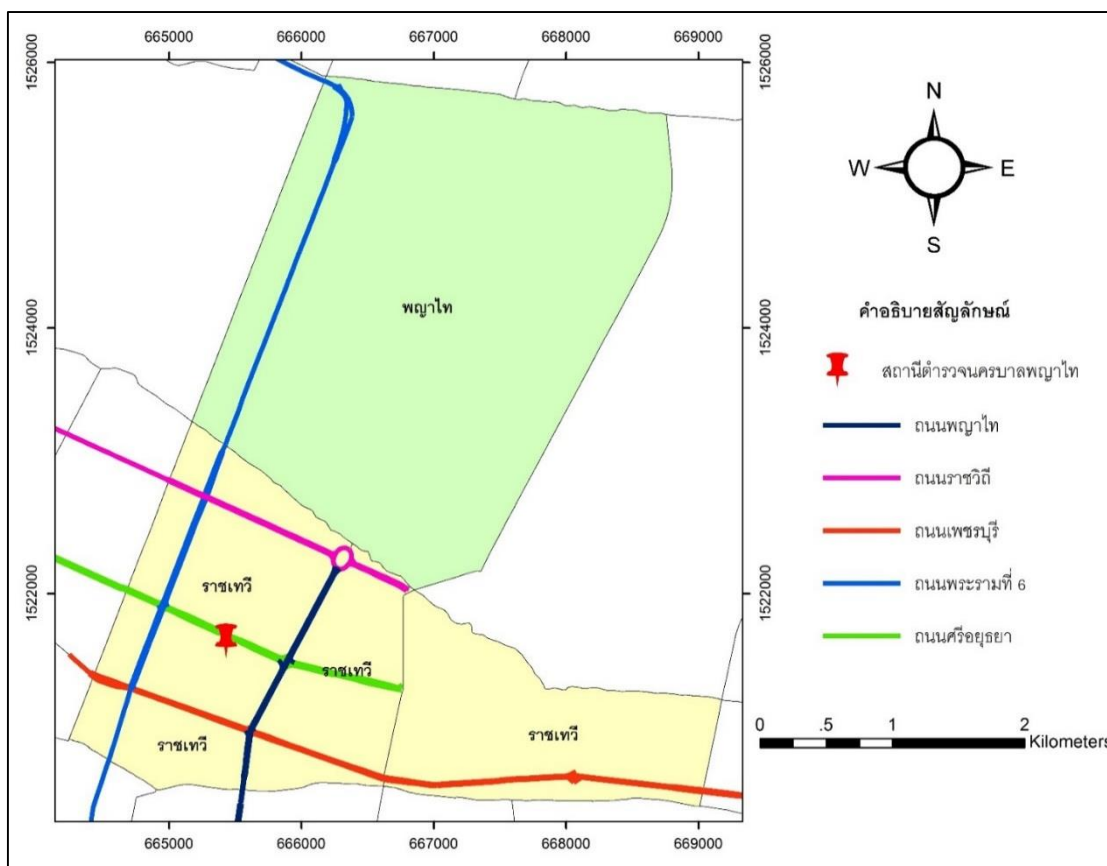 665000 666000 667000 668000 669000
1526000 1526000
N
W E
S
1524000 1524000
พญาไท
คำอธิบายสัญลักษณ์
สถานีตำรวจนครบาลพญาไท
ถนนพญาไท
ถนนราชวิถี
ถนนเพชรบุรี
ถนนพระรามที่ 6
ถนนศรีอยุธยา
1522000 1522000
ราชเทวี
ราชเทวี
ราชเทวี
ราชเทวี
0 .5 1 2
Kilometers
665000 666000 667000 668000 669000